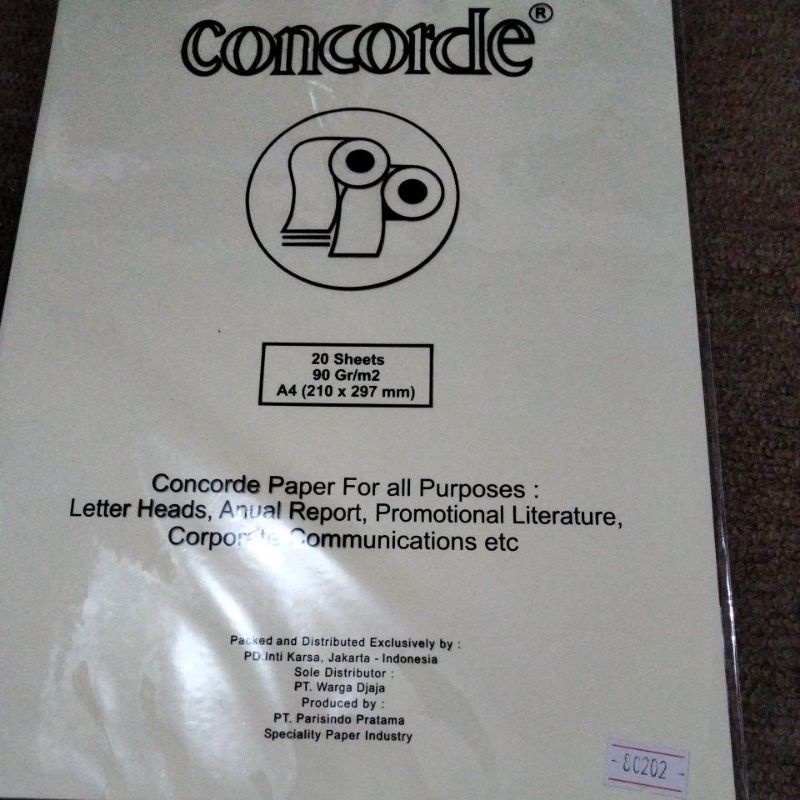 concorde®
20 Sheets
90 Gr/m2
A4 (210 x 297 mm)
Concorde Paper For all Purposes :
Letter Heads, Anual Report, Promotional Literature,
Corporate Communications etc
Packed and Distributed Exclusively by :
PD.Inti Karsa, Jakarta - Indonesia
Sole Distributor :
PT. Warga Djaja
Produced by :
PT. Parisindo Pratama
Speciality Paper Industry